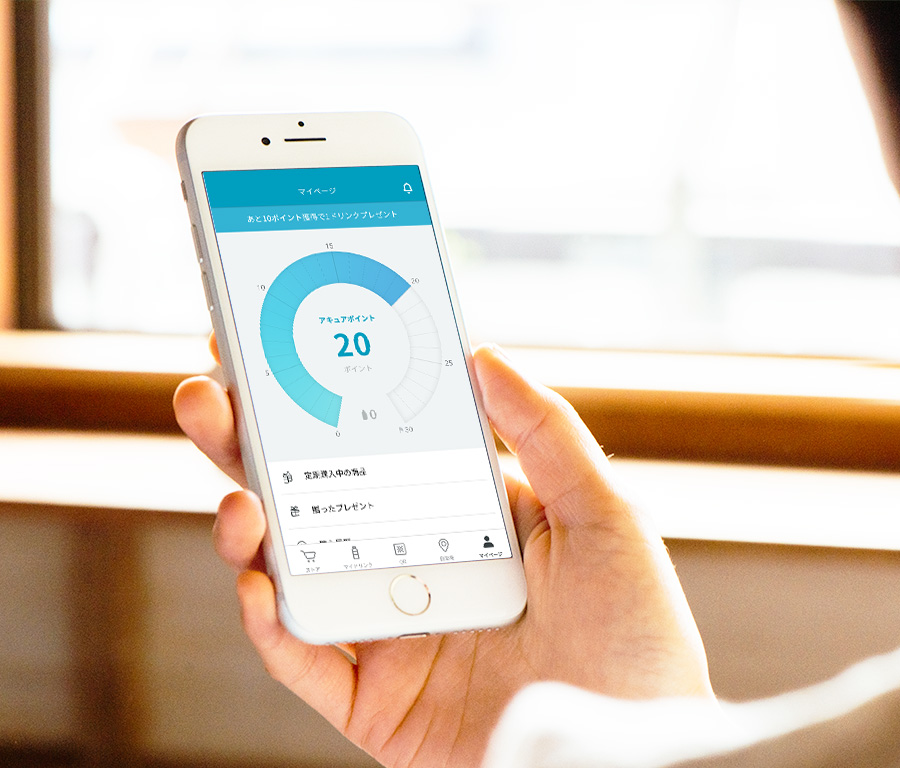 マイページ
あと10ポイント獲得で1ドリンクプレゼント
15
10
20
アキュアポイント
20
ポイント
5
25
0
0
30
定期購入中の商品
贈ったプレゼント
ストア
マイドリンク
QR
自販機
マイページ